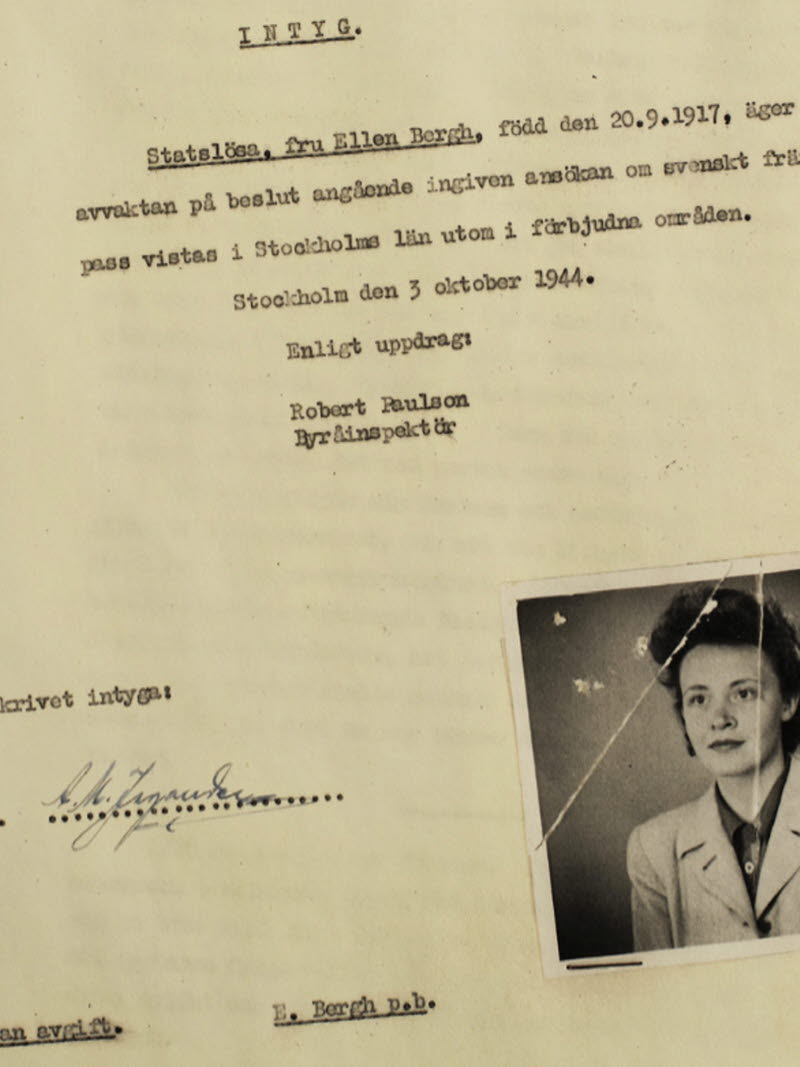 INTYG.
Statslösa, fru Ellen Bergh, född den 20.9.1917, äger
avvaktan på beslut angående ingiven ansökan om svenskt frä
pass vistas i Stockholms län utom i förbjudna områden.
Stockholm den 3 oktober 1944.
Enligt uppdrag:
Robert Paulson
Byråinspektör
krivet intyga:
A. M.
an avgift.
E. Bergh p.b.